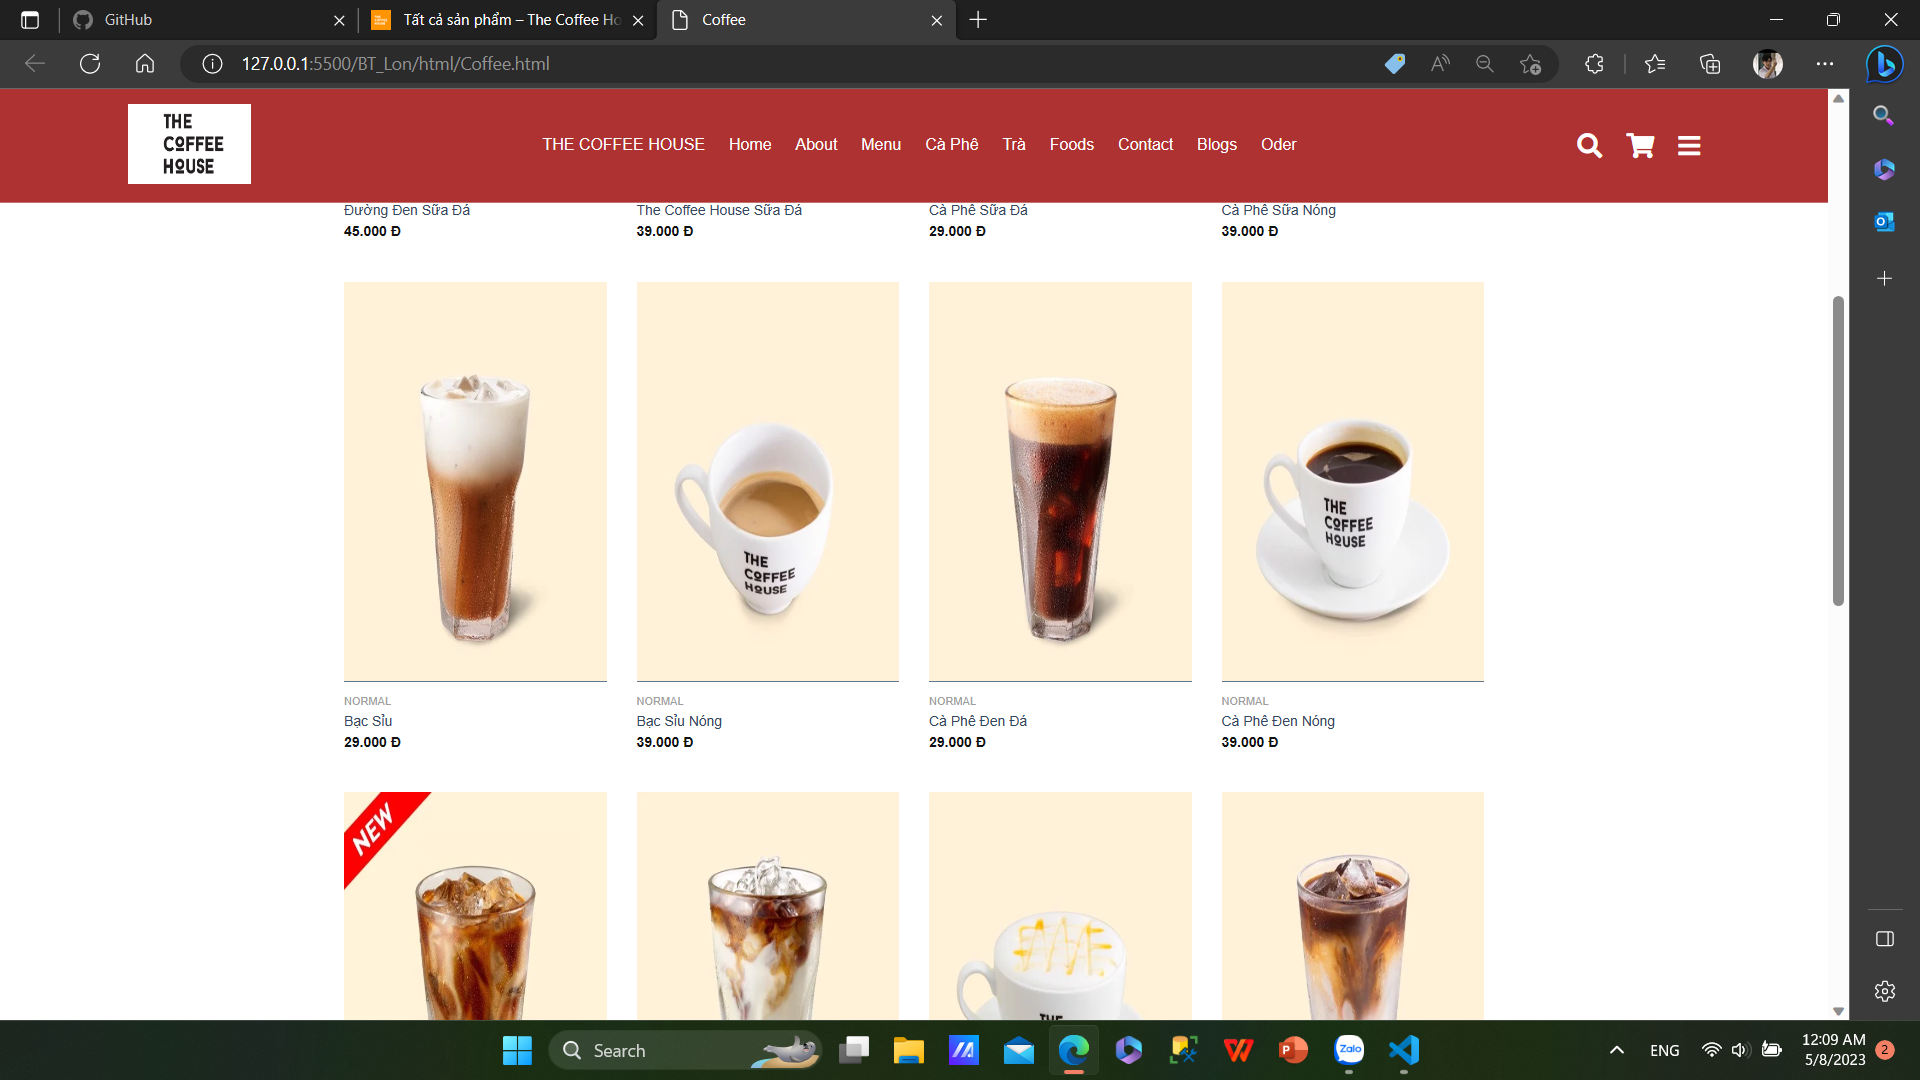 GitHub
Tất cả sản phẩm – The Coffee Ho
Coffee
127.0.0.1:5500/BT_Lon/html/Coffee.html
THE
COFFEE
HOUSE
THE COFFEE HOUSE Home About Menu Cà Phê Trà Foods Contact Blogs Oder
Đường Đen Sữa Đá
45.000 Đ
The Coffee House Sữa Đá
39.000 Đ
Cà Phê Sữa Đá
29.000 Đ
Cà Phê Sữa Nóng
39.000 Đ
THE
COFFEE
HOUSE
THE
COFFEE
HOUSE
NORMAL
Bạc Sỉu
29.000 Đ
NORMAL
Bạc Sỉu Nóng
39.000 Đ
NORMAL
Cà Phê Đen Đá
29.000 Đ
NORMAL
Cà Phê Đen Nóng
39.000 Đ
NEW
THE
Search
Zalo
ENG
12:09 AM
5/8/2023
2